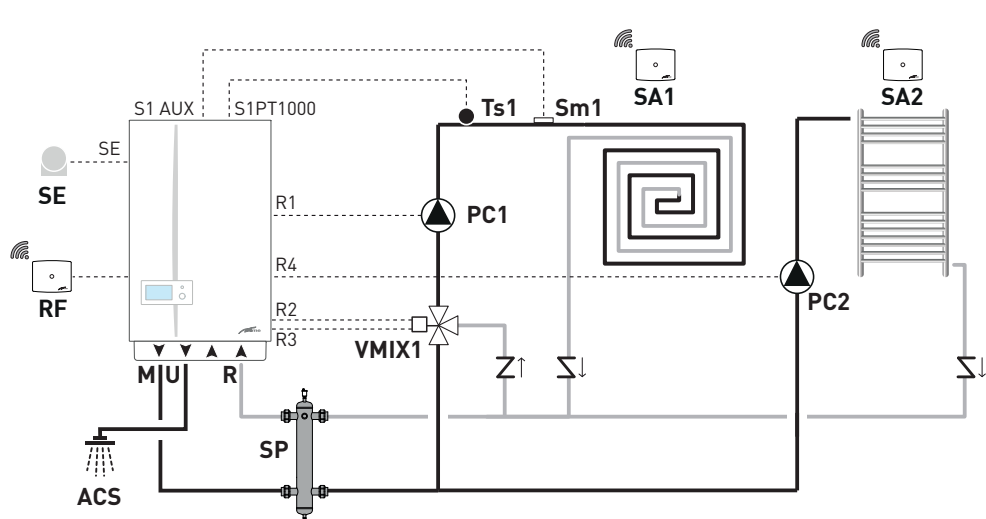 SA1
SA2
S1 AUX
S1PT1000
Ts1
Sm1
SE
SE
R1
PC1
RF
R4
PC2
R2
R3
VMIX1
M
U
R
SP
ACS